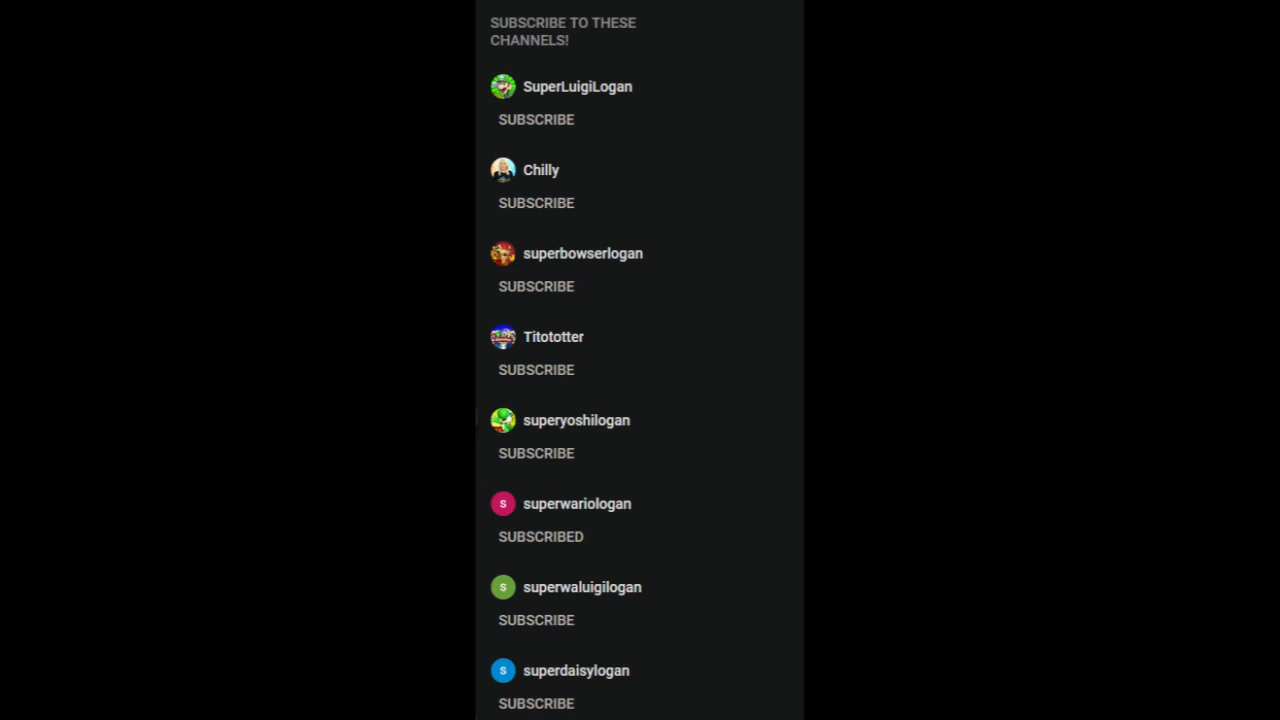 SUBSCRIBE TO THESE
CHANNELS!
SuperLuigiLogan
SUBSCRIBE
Chilly
SUBSCRIBE
superbowserlogan
SUBSCRIBE
Titototter
SUBSCRIBE
superyoshilogan
SUBSCRIBE
S superwariologan
SUBSCRIBED
S superwaluigilogan
SUBSCRIBE
S superdaisylogan
SUBSCRIBE